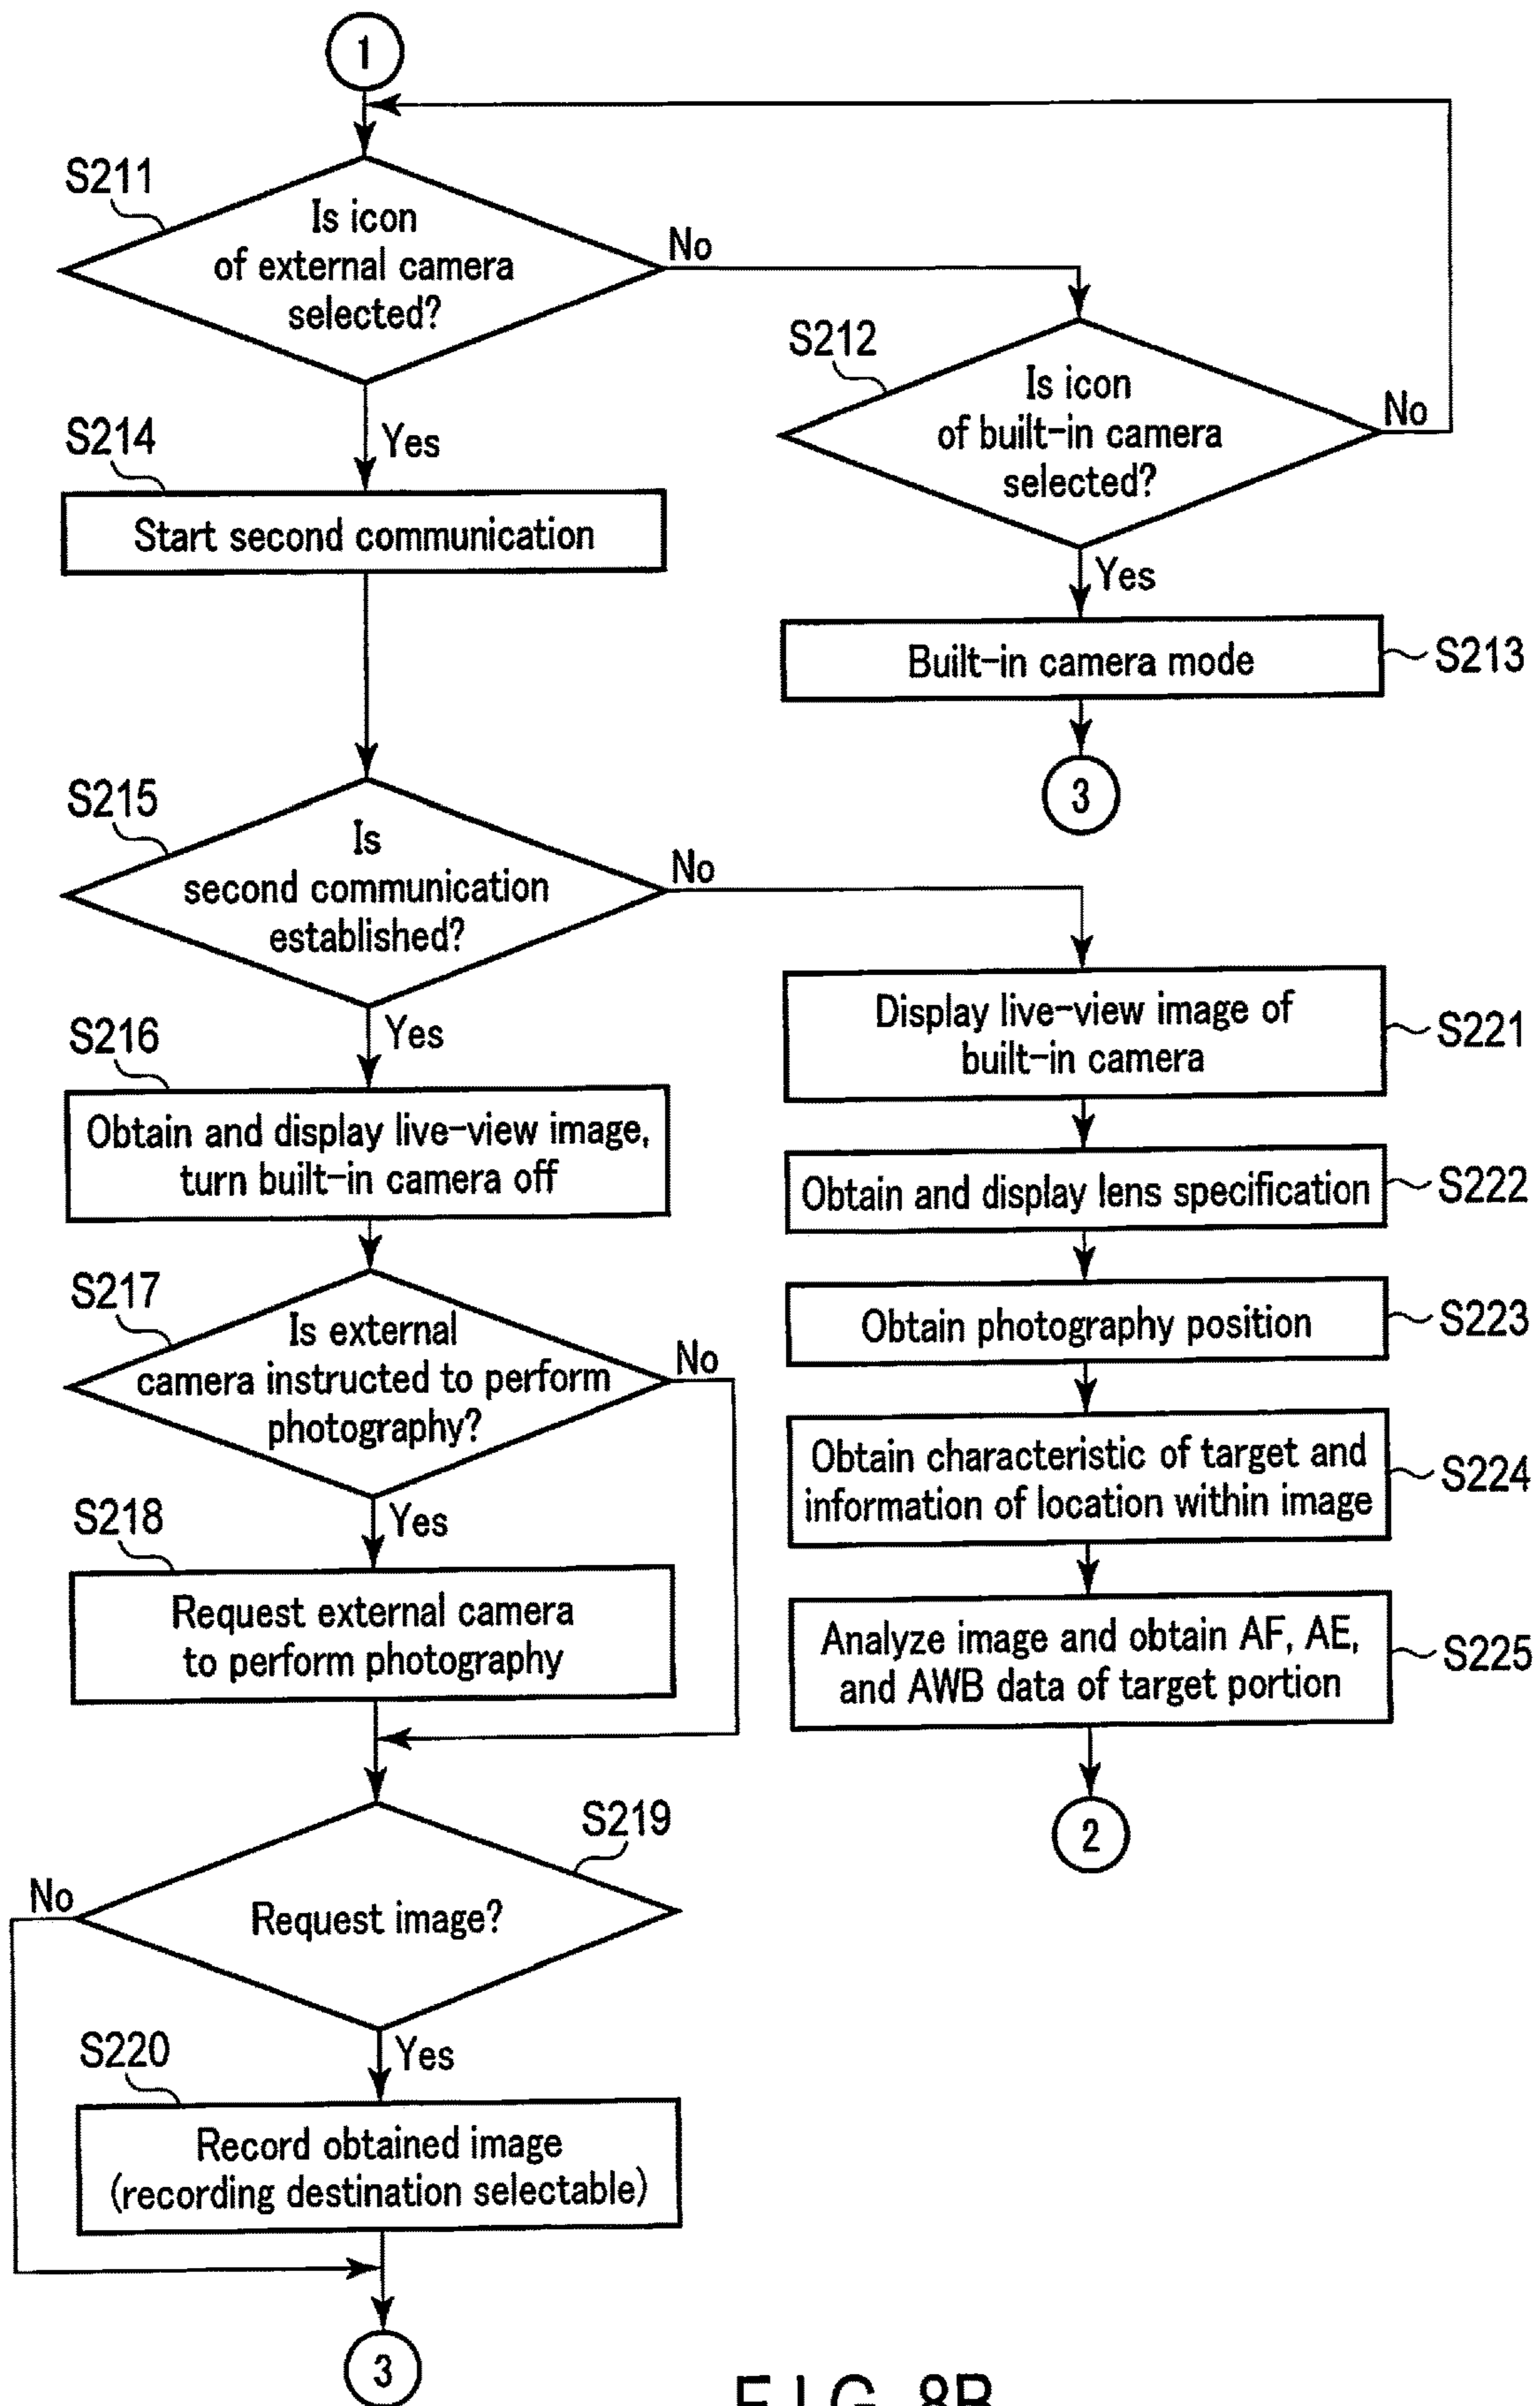 1
S211
Is icon
of external camera
selected?
No
Yes
S212
Is icon
of built-in camera
selected?
No
Yes
S213
Built-in camera mode
3
S214
Start second communication
S215
Is
second communication
established?
No
Yes
S216
Obtain and display live-view image,
turn built-in camera off
S217
Is external
camera instructed to perform
photography?
No
Yes
S218
Request external camera
to perform photography
S219
Request image?
No
Yes
S220
Record obtained image
(recording destination selectable)
3
Display live-view image of
built-in camera
S221
Obtain and display lens specification
S222
Obtain photography position
S223
Obtain characteristic of target and
information of location within image
S224
Analyze image and obtain AF, AE,
and AWB data of target portion
S225
2
FIG. 8B